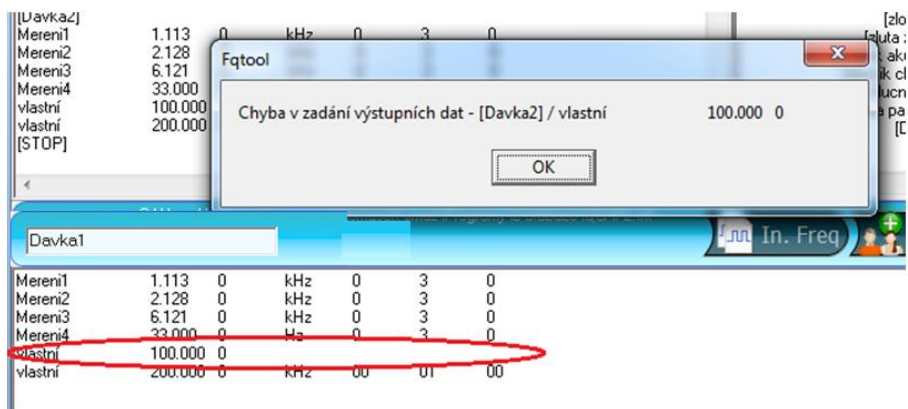 [Davka2]
Mereni1 1.113 0 kHz 0 3 0
Mereni2 2.128
Mereni3 6.121
Mereni4 33.000
vlastní 100.000
vlastní 200.000
[STOP]
[zlo
Fqtool
Chyba v zadání výstupních dat - [Davka2] / vlastní 100.000 0
OK
Davka1
In. Freq
Mereni1 1.113 0 kHz 0 3 0
Mereni2 2.128 0 kHz 0 3 0
Mereni3 6.121 0 kHz 0 3 0
Mereni4 33.000 0 Hz 0 3 0
vlastní 100.000 0
vlastní 200.000 0 kHz 00 01 00